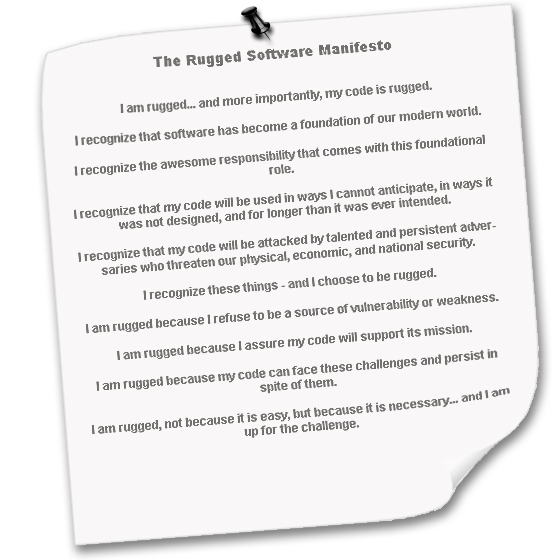 The Rugged Software Manifesto
I am rugged... and more importantly, my code is rugged.
I recognize that software has become a foundation of our modern world.
I recognize the awesome responsibility that comes with this foundational
role.
I recognize that my code will be used in ways I cannot anticipate, in ways it
was not designed, and for longer than it was ever intended.
I recognize that my code will be attacked by talented and persistent adver-
saries who threaten our physical, economic, and national security.
I recognize these things - and I choose to be rugged.
I am rugged because I refuse to be a source of vulnerability or weakness.
I am rugged because I assure my code will support its mission.
I am rugged because my code can face these challenges and persist in
spite of them.
I am rugged, not because it is easy, but because it is necessary... and I am
up for the challenge.